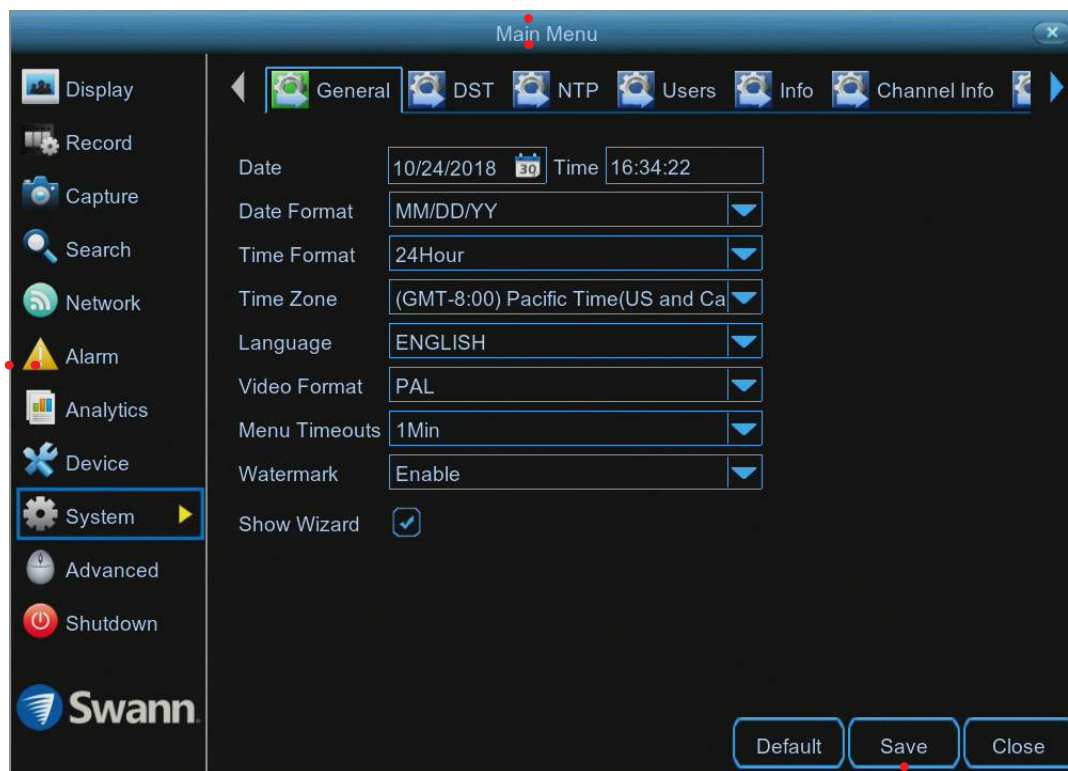 Main Menu
Display
Record
Capture
Search
Network
Alarm
Analytics
Device
System
Advanced
Shutdown
Swann.
General DST NTP Users Info Channel Info
Date 10/24/2018 30 Time 16:34:22
Date Format MM/DD/YY
Time Format 24Hour
Time Zone (GMT-8:00) Pacific Time(US and Ca
Language ENGLISH
Video Format PAL
Menu Timeouts 1Min
Watermark Enable
Show Wizard
Default Save Close